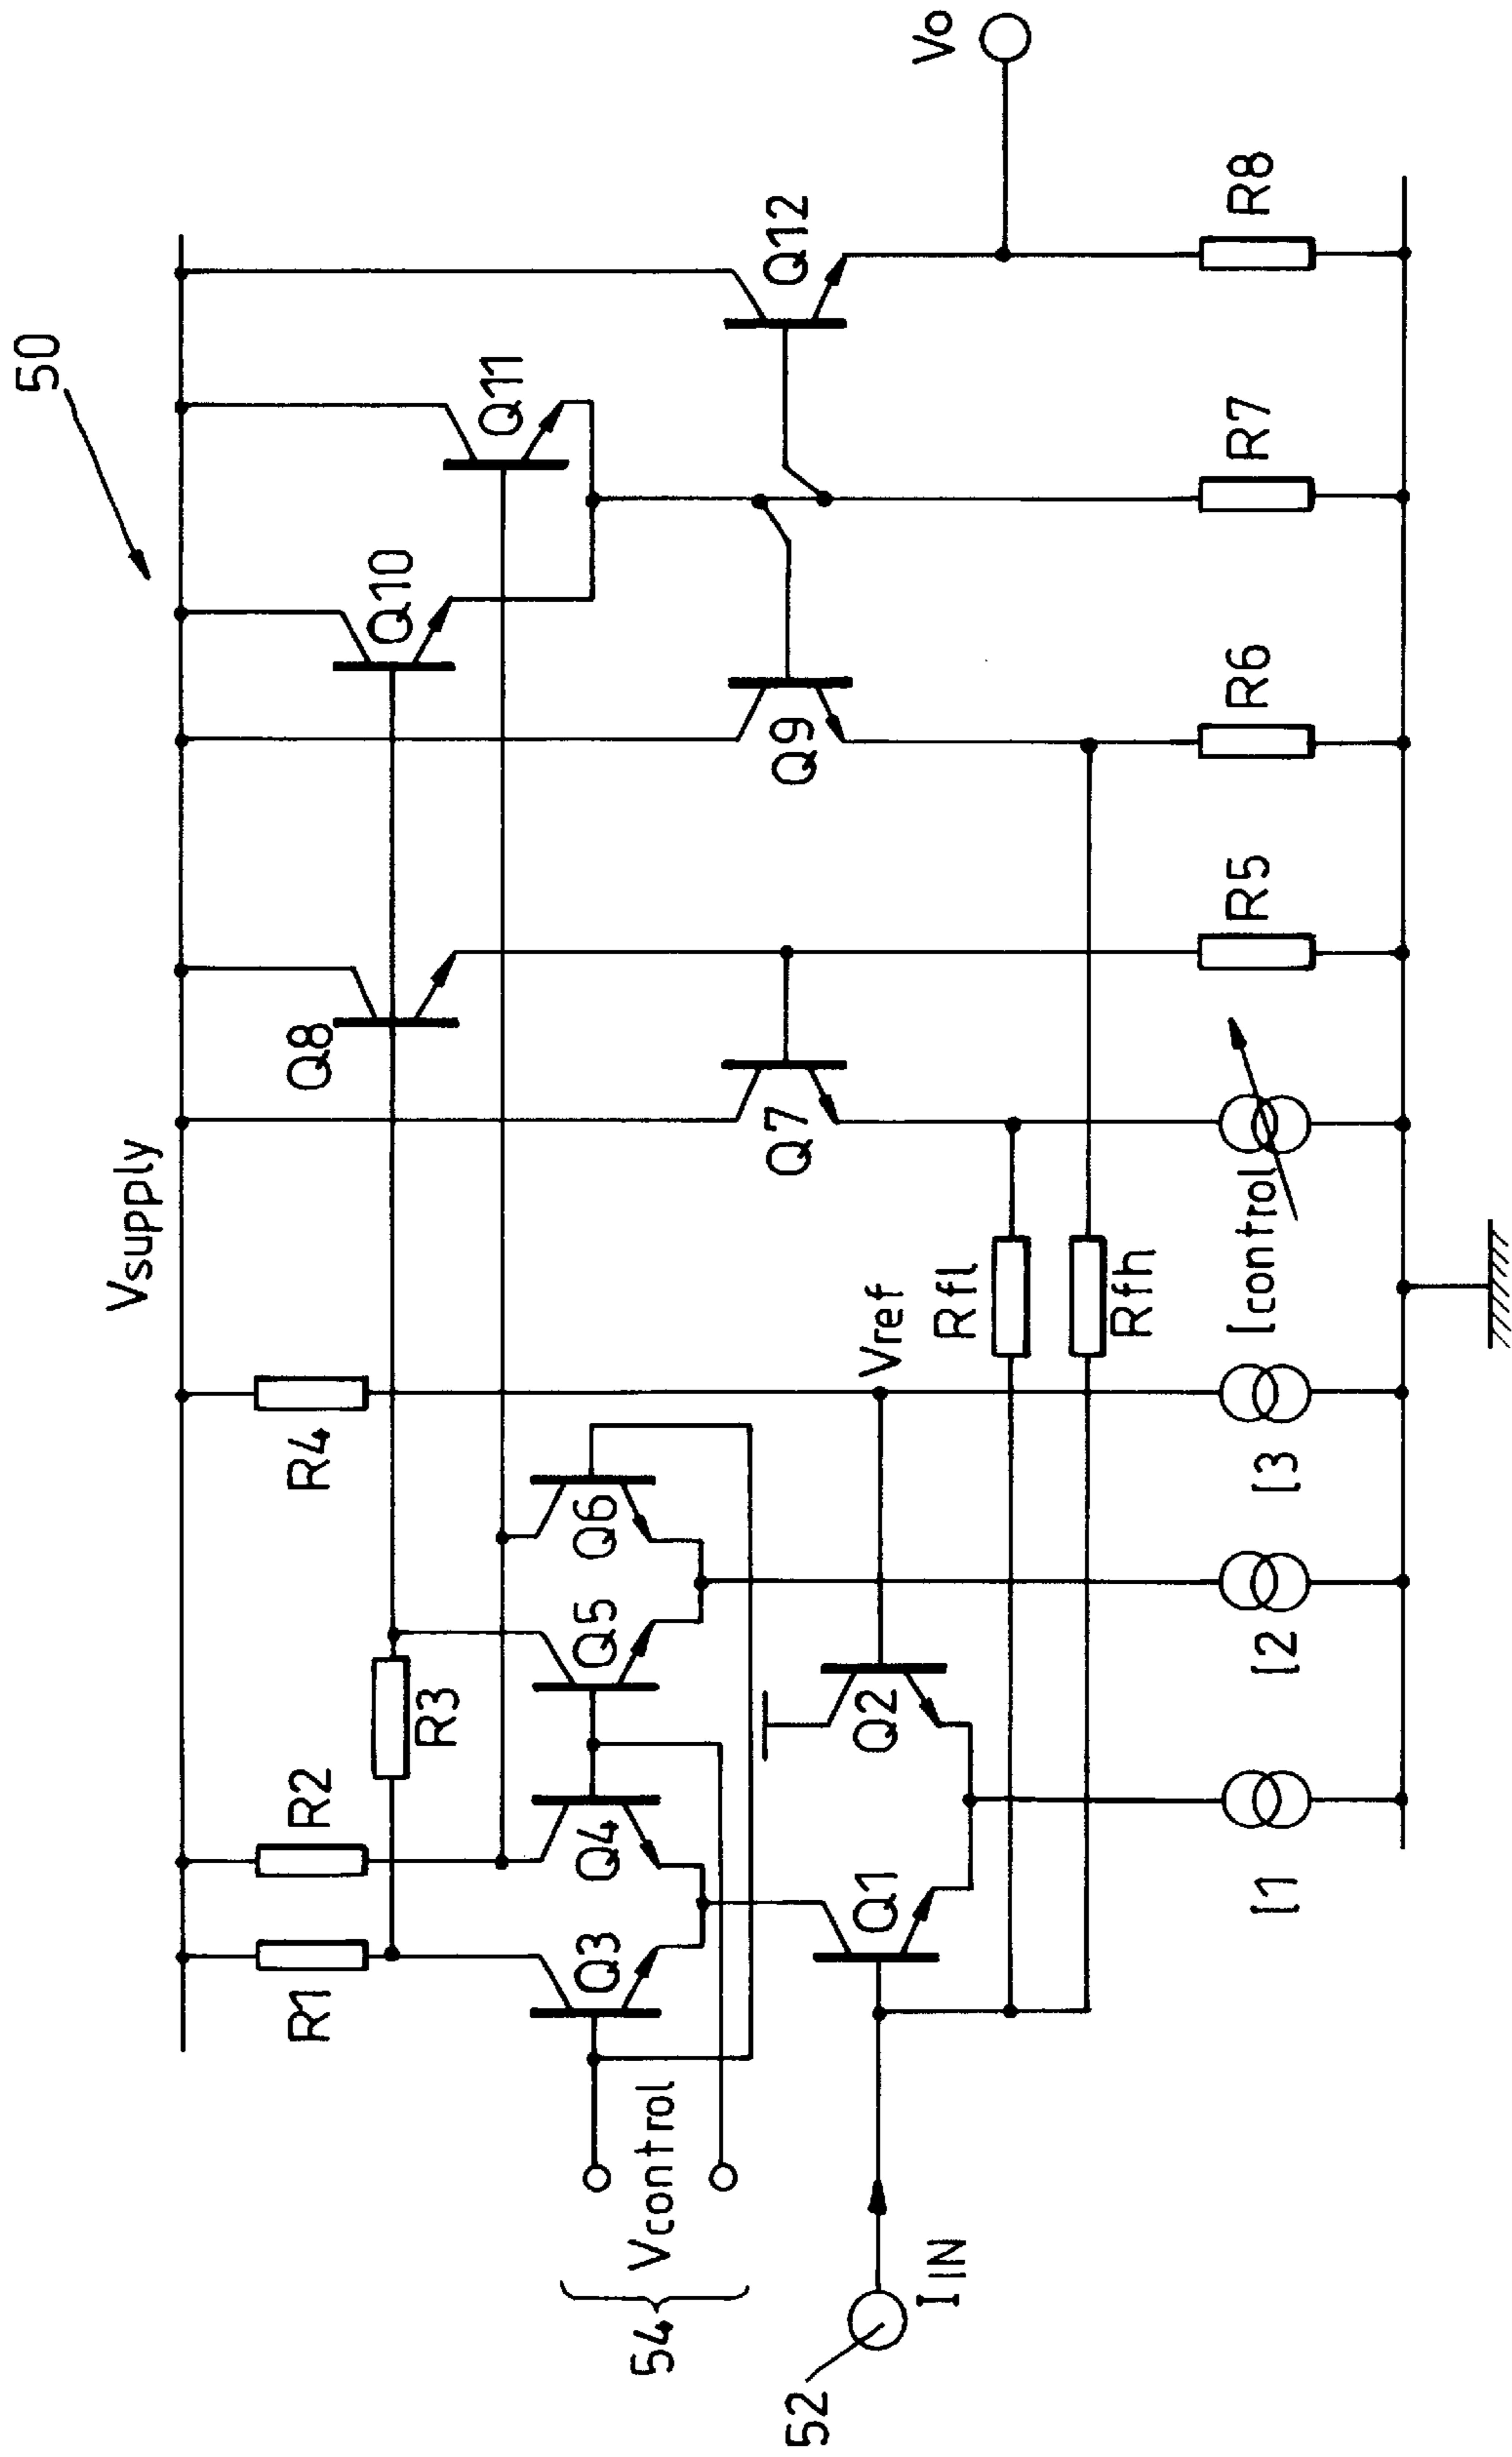 50
Vsupply
R1
R2
R3
R4
Q3
Q4
Q5
Q6
Q8
Q10
Q11
Vcontrol
54
Q1
Q2
Vref
Q7
Q9
Q12
Vo
52
IIN
Rfl
Rfh
I1
I2
I3
Icontrol
R5
R6
R7
R8